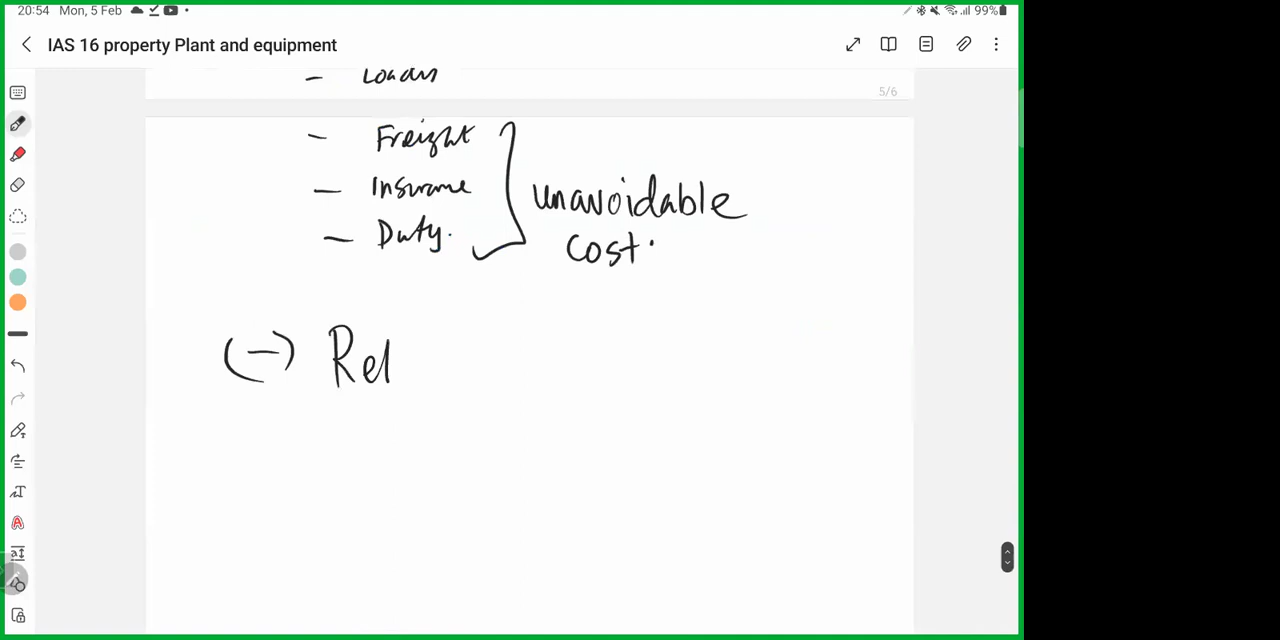 20:54 Mon, 5 Feb 99%
IAS 16 property Plant and equipment
5/6
- Freight
- Insurance
- Duty.
unavoidable
cost.
(-) Rel